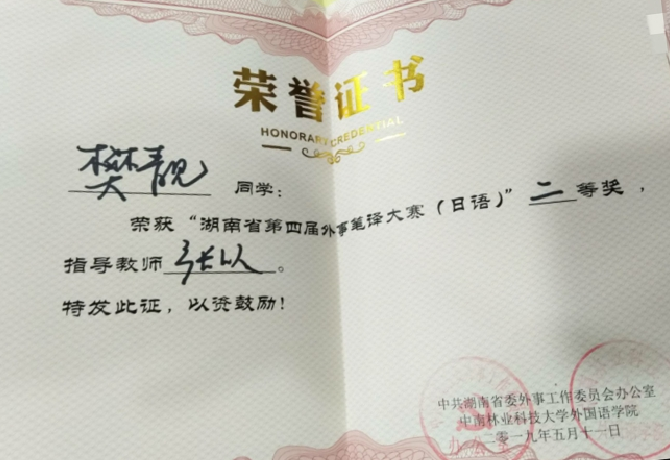 荣誉证书
HONORARY CREDENTIAL
樊靓 同学：
荣获“湖南省第四届外事笔译大赛（日语）”二等奖，
指导教师张以。
特发此证，以资鼓励！
中共湖南省委外事工作委员会办公室
中南林业科技大学外国语学院
二零一九年五月十一日